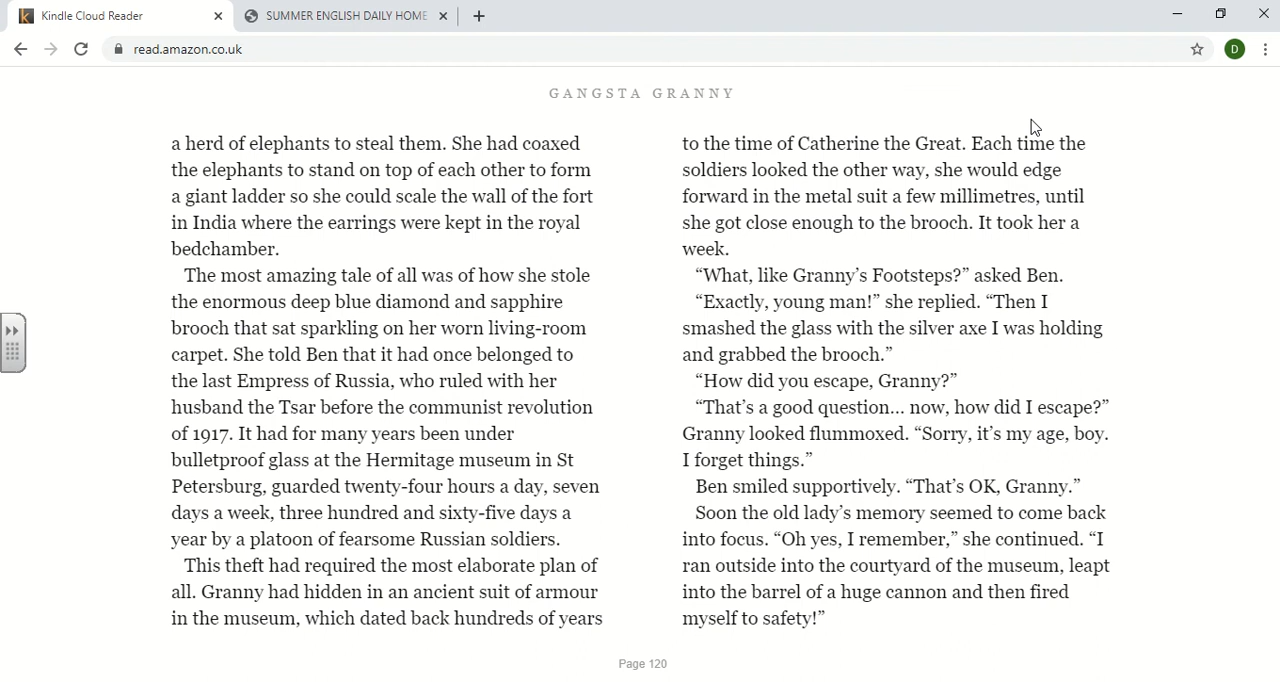 Kindle Cloud Reader
SUMMER ENGLISH DAILY HOME
read.amazon.co.uk
D
GANGSTA GRANNY
a herd of elephants to steal them. She had coaxed
the elephants to stand on top of each other to form
a giant ladder so she could scale the wall of the fort
in India where the earrings were kept in the royal
bedchamber.
The most amazing tale of all was of how she stole
the enormous deep blue diamond and sapphire
brooch that sat sparkling on her worn living-room
carpet. She told Ben that it had once belonged to
the last Empress of Russia, who ruled with her
husband the Tsar before the communist revolution
of 1917. It had for many years been under
bulletproof glass at the Hermitage museum in St
Petersburg, guarded twenty-four hours a day, seven
days a week, three hundred and sixty-five days a
year by a platoon of fearsome Russian soldiers.
This theft had required the most elaborate plan of
all. Granny had hidden in an ancient suit of armour
in the museum, which dated back hundreds of years
to the time of Catherine the Great. Each time the
soldiers looked the other way, she would edge
forward in the metal suit a few millimetres, until
she got close enough to the brooch. It took her a
week.
“What, like Granny’s Footsteps?” asked Ben.
“Exactly, young man!” she replied. “Then I
smashed the glass with the silver axe I was holding
and grabbed the brooch.”
“How did you escape, Granny?”
“That’s a good question… now, how did I escape?”
Granny looked flummoxed. “Sorry, it’s my age, boy.
I forget things.”
Ben smiled supportively. “That’s OK, Granny.”
Soon the old lady’s memory seemed to come back
into focus. “Oh yes, I remember,” she continued. “I
ran outside into the courtyard of the museum, leapt
into the barrel of a huge cannon and then fired
myself to safety!”
Page 120